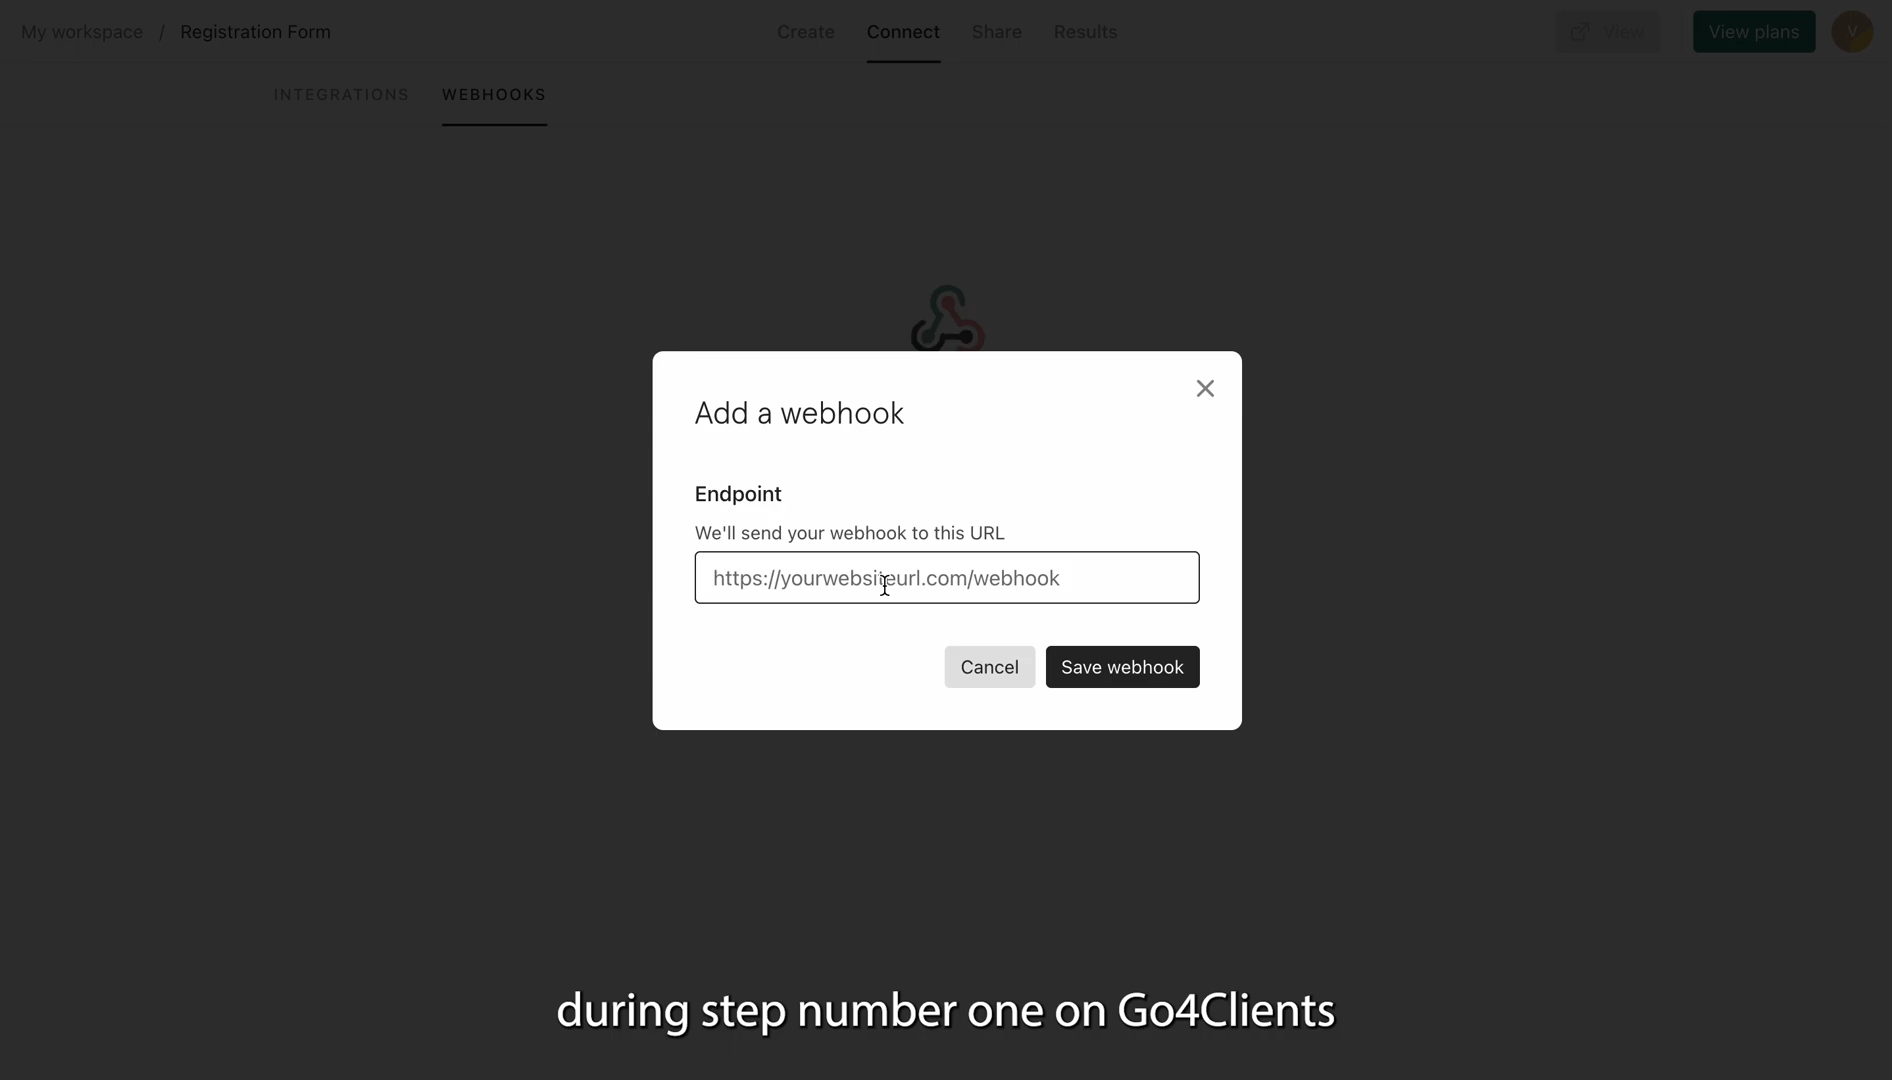 My workspace / Registration Form
Create Connect Share Results
View
View plans
V
INTEGRATIONS WEBHOOKS
Add a webhook
Endpoint
We'll send your webhook to this URL
https://yourwebsiteurl.com/webhook
Cancel Save webhook
during step number one on Go4Clients